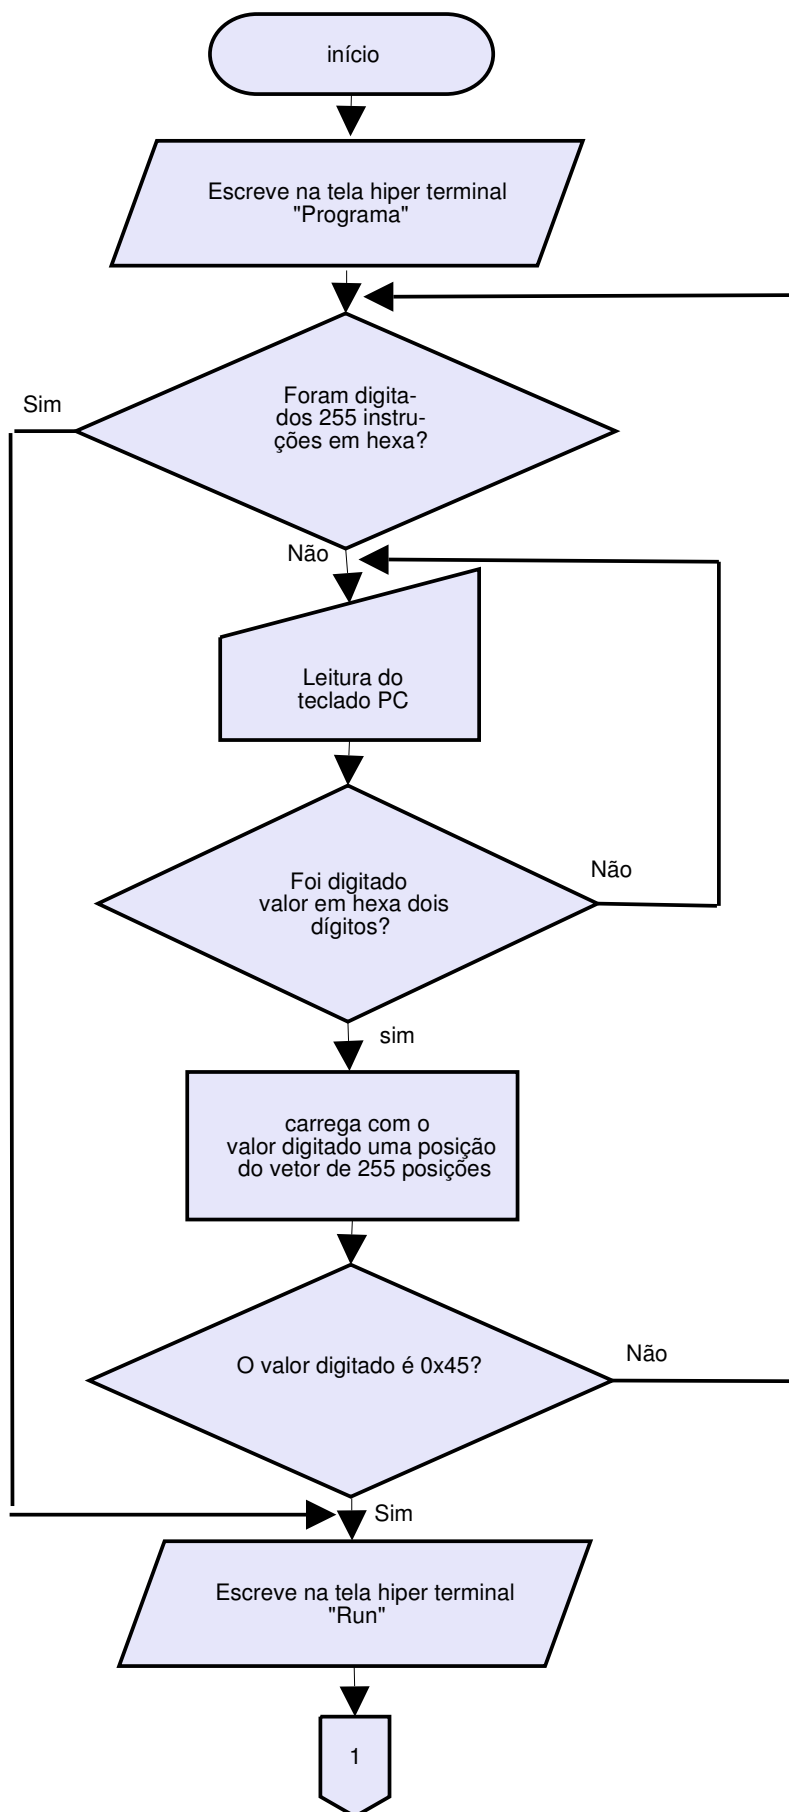 início
Escreve na tela hiper terminal
"Programa"
Sim
Foram digita-
dos 255 instru-
ções em hexa?
Não
Leitura do
teclado PC
Não
Foi digitado
valor em hexa dois
dígitos?
sim
carrega com o
valor digitado uma posição
do vetor de 255 posições
O valor digitado é 0x45?
Não
Sim
Escreve na tela hiper terminal
"Run"
1